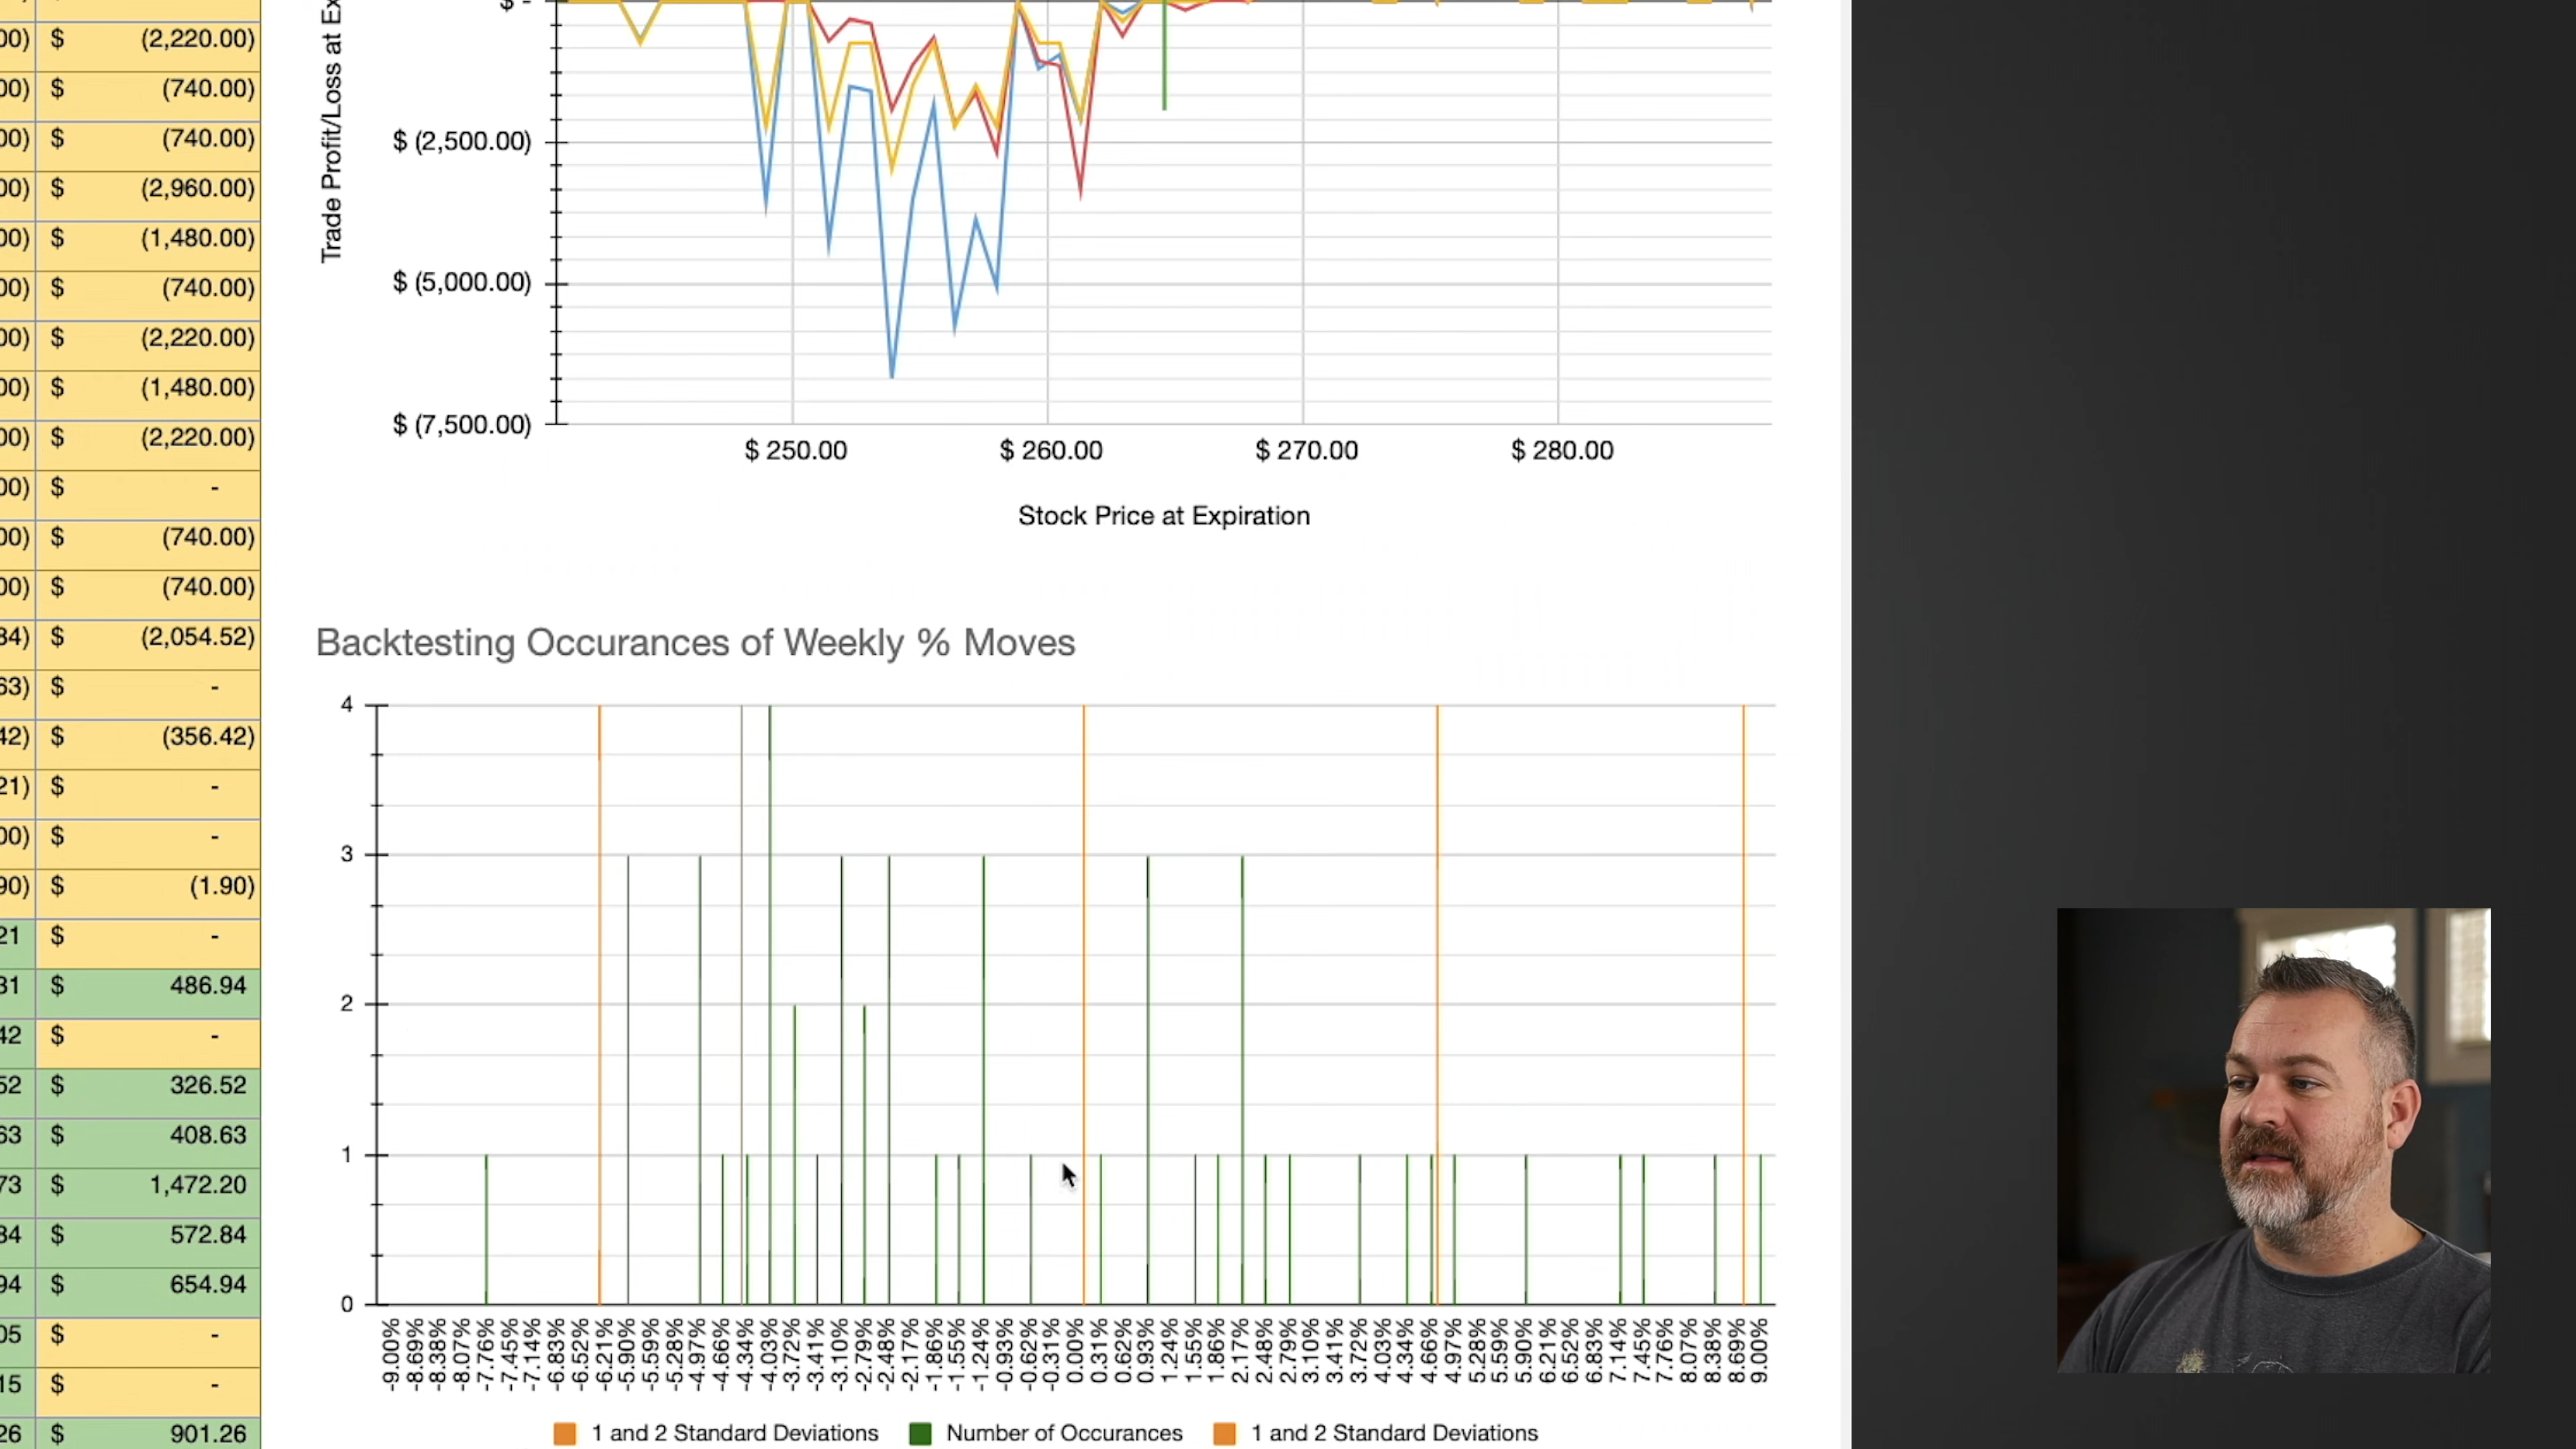 00) $ (2,220.00)
00) $ (740.00)
00) $ (740.00)
00) $ (2,960.00)
00) $ (1,480.00)
00) $ (740.00)
00) $ (2,220.00)
00) $ (1,480.00)
00) $ (2,220.00)
00) $ -
00) $ (740.00)
00) $ (740.00)
84) $ (2,054.52)
63) $ -
42) $ (356.42)
21) $ -
00) $ -
90) $ (1.90)
21 $ -
31 $ 486.94
42 $ -
52 $ 326.52
63 $ 408.63
73 $ 1,472.20
84 $ 572.84
94 $ 654.94
05 $ -
15 $ -
26 $ 901.26
Trade Profit/Loss at Ex
$ -
$ (2,500.00)
$ (5,000.00)
$ (7,500.00)
$ 250.00 $ 260.00 $ 270.00 $ 280.00
Stock Price at Expiration
Backtesting Occurances of Weekly % Moves
4
3
2
1
0
-9.00% -8.69% -8.38% -8.07% -7.76% -7.45% -7.14% -6.83% -6.52% -6.21% -5.90% -5.59% -5.28% -4.97% -4.66% -4.34% -4.03% -3.72% -3.41% -3.10% -2.79% -2.48% -2.17% -1.86% -1.55% -1.24% -0.93% -0.62% -0.31% 0.00% 0.31% 0.62% 0.93% 1.24% 1.55% 1.86% 2.17% 2.48% 2.79% 3.10% 3.41% 3.72% 4.03% 4.34% 4.66% 4.97% 5.28% 5.59% 5.90% 6.21% 6.52% 6.83% 7.14% 7.45% 7.76% 8.07% 8.38% 8.69% 9.00%
1 and 2 Standard Deviations Number of Occurances 1 and 2 Standard Deviations